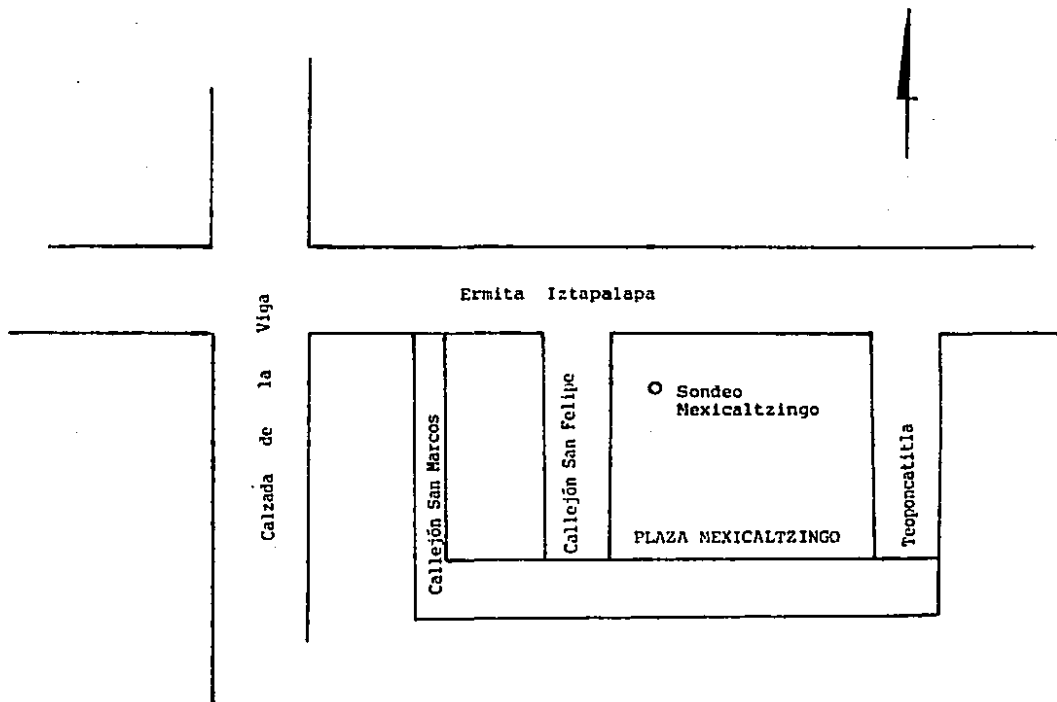 Ermita Iztapalapa
Calzada de la Viga
Callejón San Marcos
Callejón San Felipe
Sondeo
Mexicaltzingo
PLAZA MEXICALTZINGO
Teoponcatitla